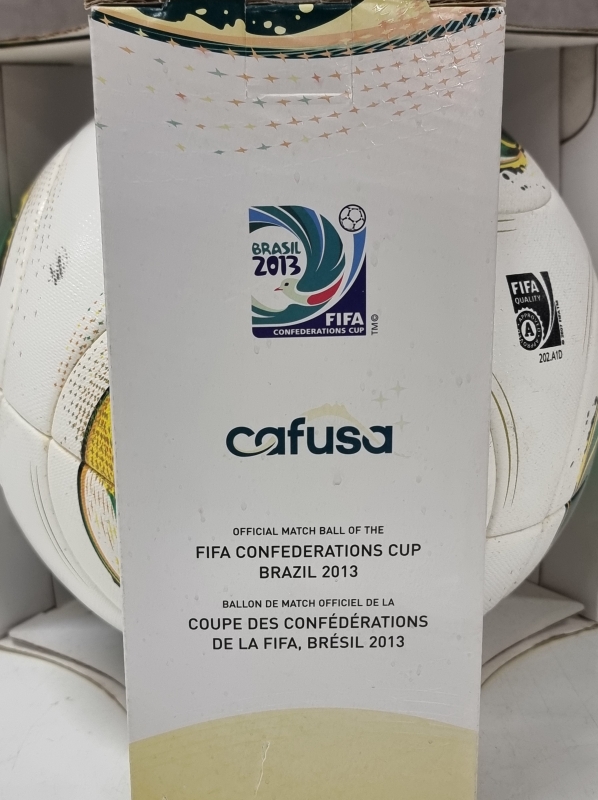 BRASIL
2013
FIFA
CONFEDERATIONS CUP
TM©
FIFA
QUALITY
APPROVED
A
202.A1D
cafusa
OFFICIAL MATCH BALL OF THE
FIFA CONFEDERATIONS CUP
BRAZIL 2013
BALLON DE MATCH OFFICIEL DE LA
COUPE DES CONFÉDÉRATIONS
DE LA FIFA, BRÉSIL 2013